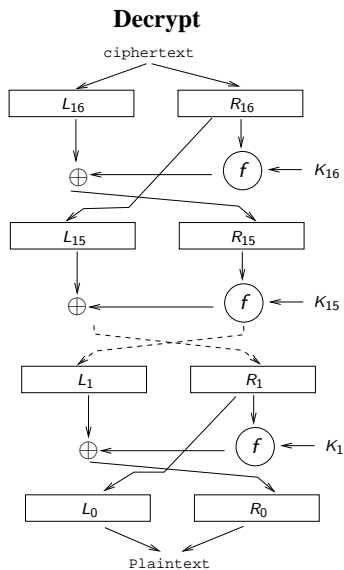 Decrypt
ciphertext
L16 R16
f K16
L15 R15
f K15
L1 R1
f K1
L0 R0
Plaintext